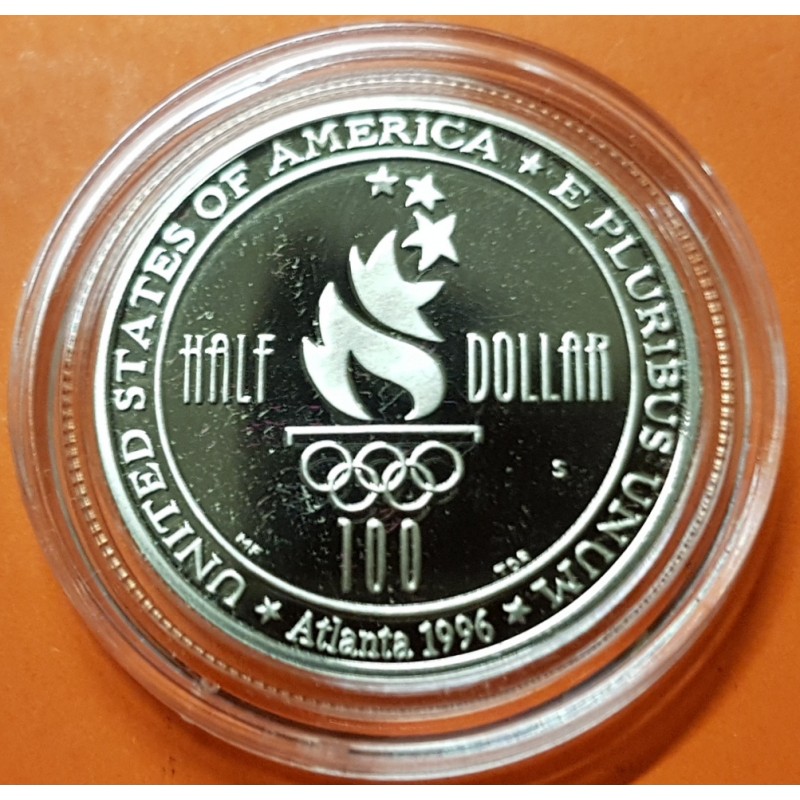 UNITED STATES OF AMERICA ★ E PLURIBUS UNUM ★
HALF DOLLAR
S
100
MF
Atlanta 1996 ★